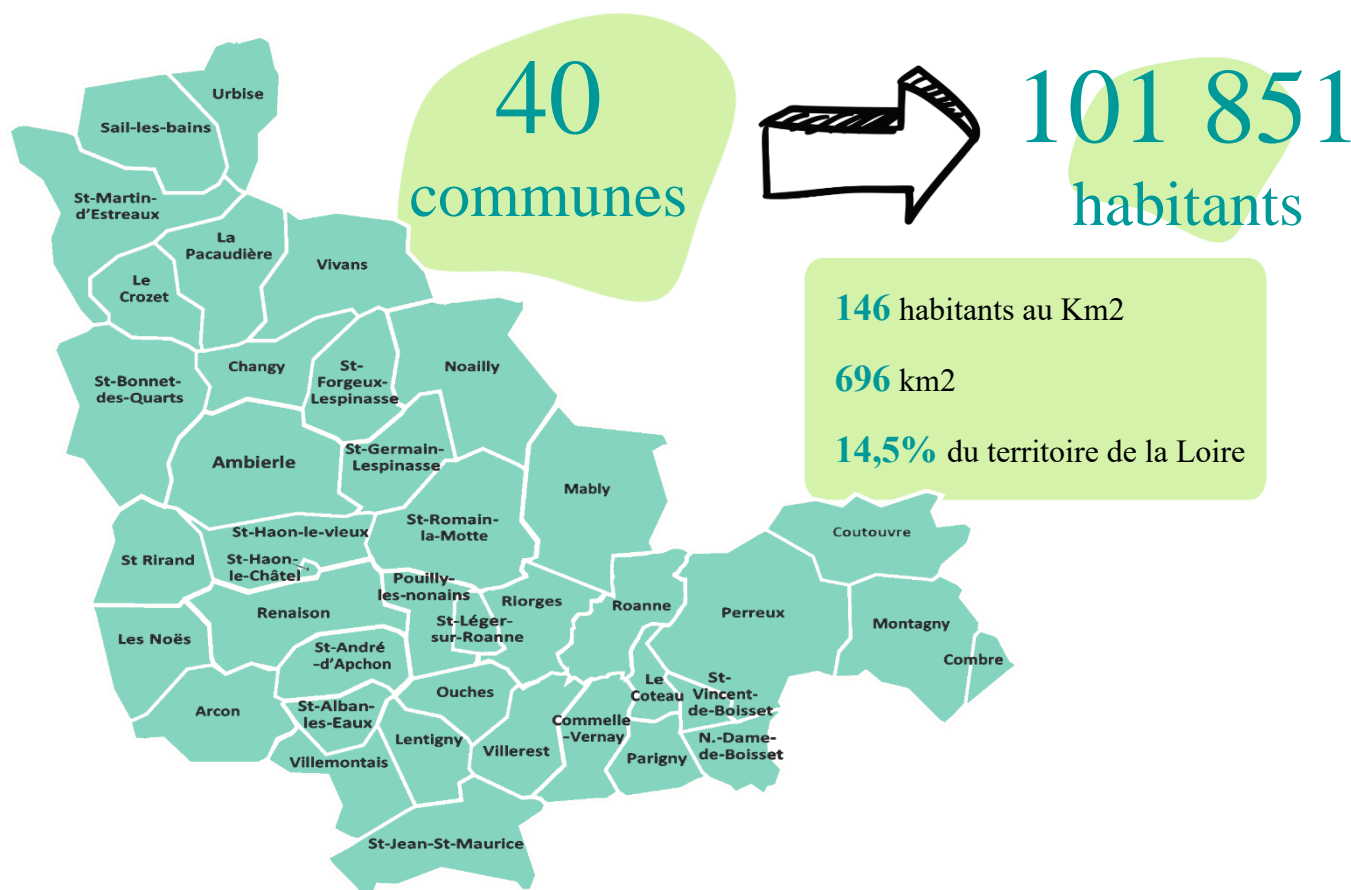 40
communes
101 851
habitants
146 habitants au Km2
696 km2
14,5% du territoire de la Loire
Urbise
Sail-les-bains
St-Martin-
d'Estreaux
La
Pacaudière
Vivans
Le
Crozet
Changy
St-
Forgeux-
Lespinasse
Noailly
St-Bonnet-
des-Quarts
Ambierle
St-Germain-
Lespinasse
Mably
St-Romain-
la-Motte
St-Haon-le-vieux
St Rirand
St-Haon-
le-Châtel
Coutouvre
Pouilly-
les-nonains
Riorges
Roanne
Perreux
Renaison
St-Léger-
sur-Roanne
Montagny
Les Noës
St-André
-d'Apchon
Combre
Le
Coteau
St-
Vincent-
de-Boisset
Ouches
Arcon
St-Alban-
les-Eaux
Commelle
-Vernay
Lentigny
Villerest
N.-Dame-
de-Boisset
Parigny
Villemontais
St-Jean-St-Maurice